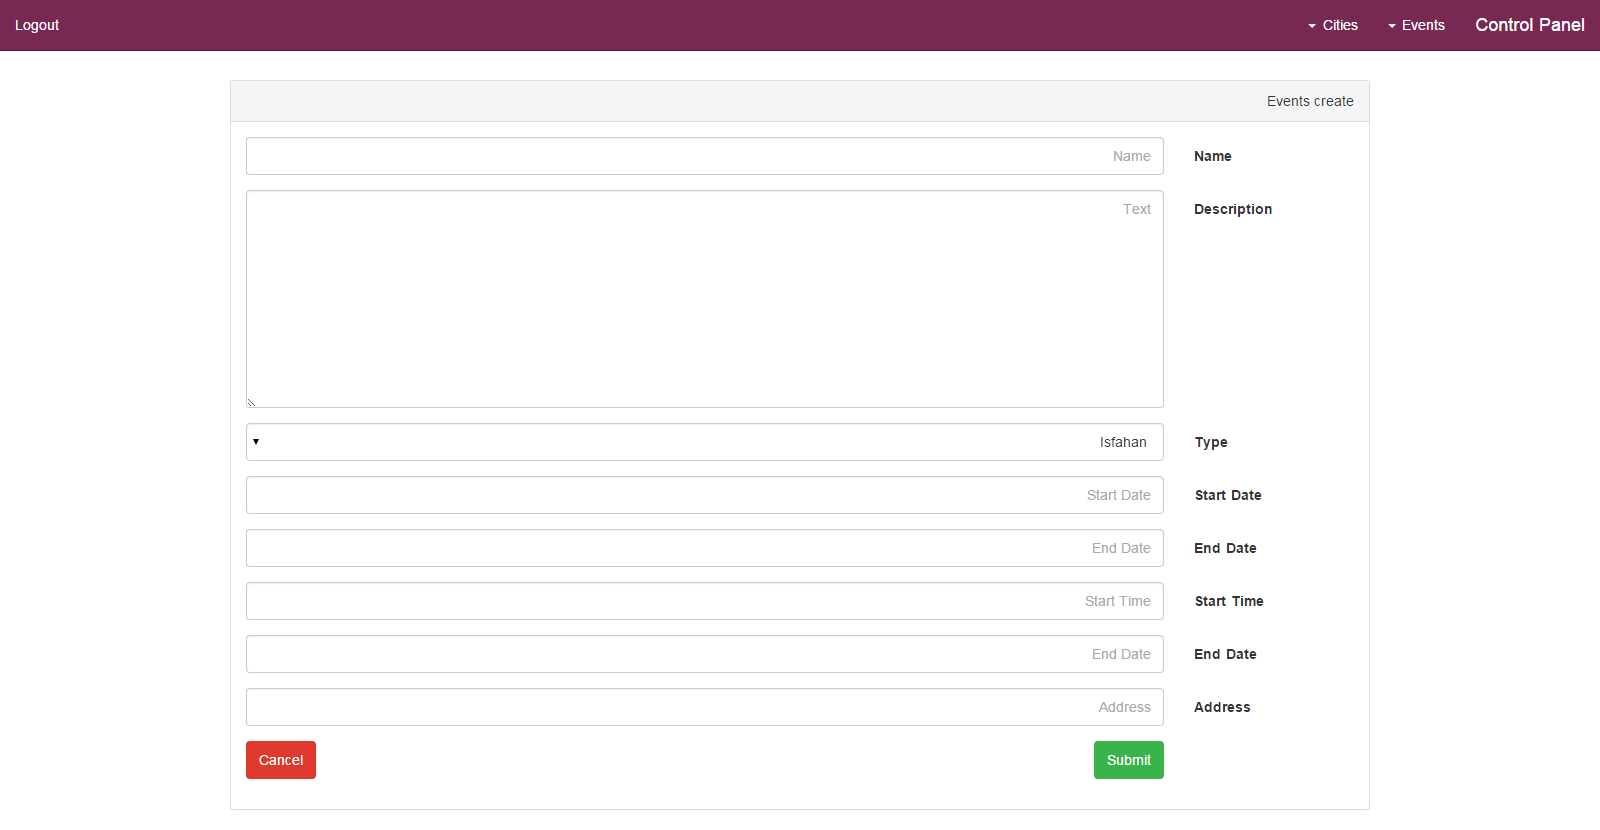 Logout
Cities
Events
Control Panel
Events create
Name
Name
Text
Description
Isfahan
Type
Start Date
Start Date
End Date
End Date
Start Time
Start Time
End Date
End Date
Address
Address
Cancel
Submit